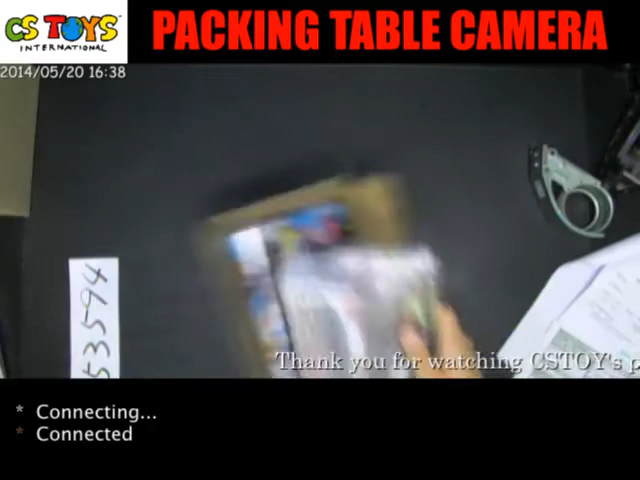 CS TOYS
INTERNATIONAL
PACKING TABLE CAMERA
2014/05/20 16:38
53594
Thank you for watching CSTOY's p
* Connecting...
* Connected